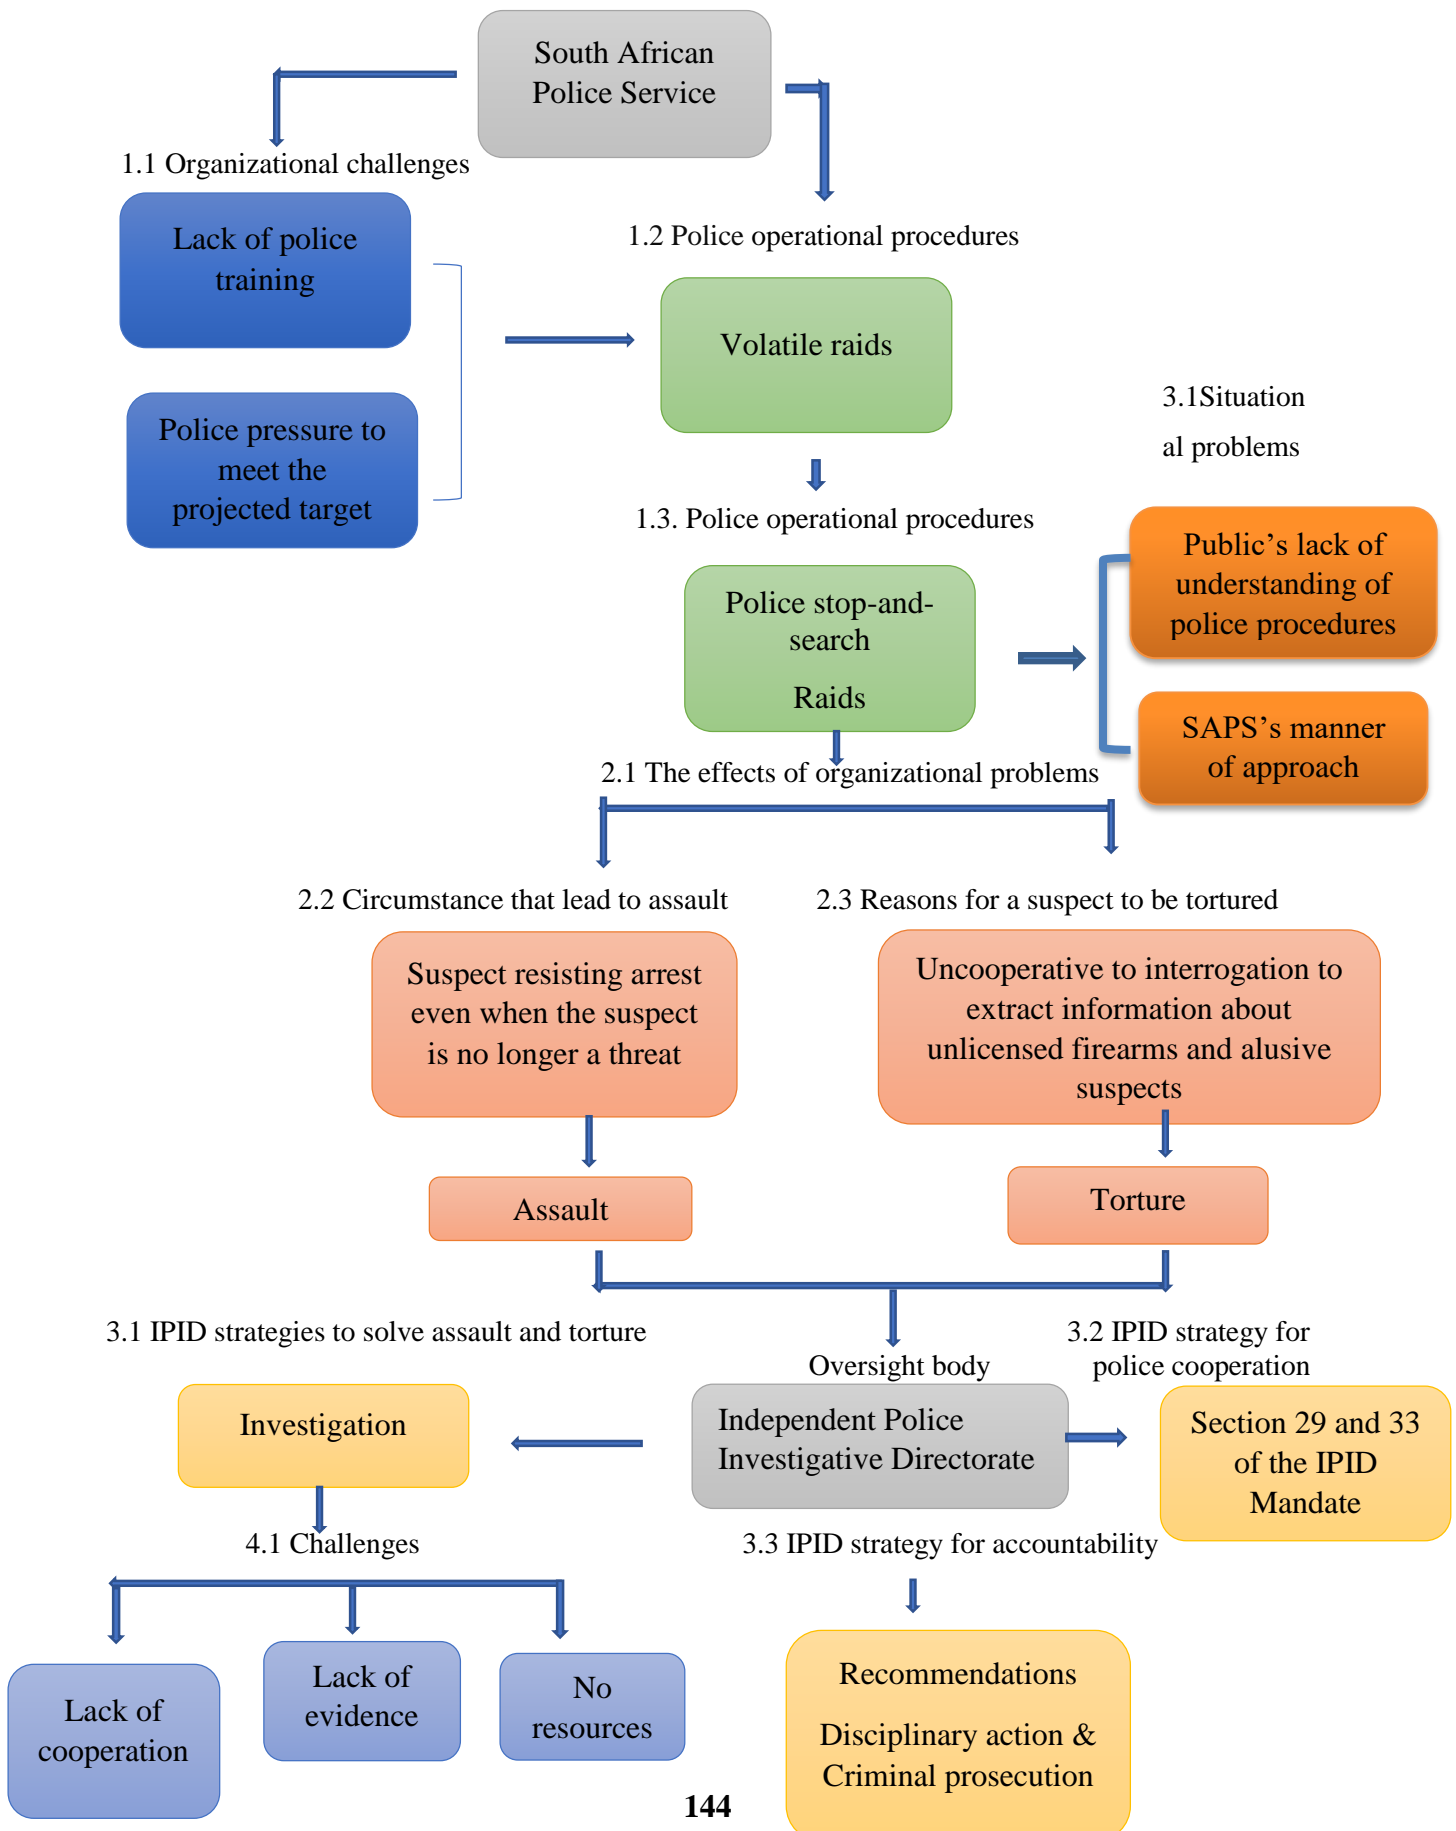 South African
Police Service
1.1 Organizational challenges
Lack of police
training
1.2 Police operational procedures
Volatile raids
Police pressure to
meet the
projected target
3.1Situation
al problems
1.3. Police operational procedures
Public’s lack of
understanding of
police procedures
Police stop-and-
search
Raids
SAPS’s manner
of approach
2.1 The effects of organizational problems
2.2 Circumstance that lead to assault
2.3 Reasons for a suspect to be tortured
Suspect resisting arrest
even when the suspect
is no longer a threat
Uncooperative to interrogation to
extract information about
unlicensed firearms and alusive
suspects
Assault
Torture
3.1 IPID strategies to solve assault and torture
3.2 IPID strategy for
police cooperation
Oversight body
Investigation
Independent Police
Investigative Directorate
Section 29 and 33
of the IPID
Mandate
4.1 Challenges
3.3 IPID strategy for accountability
Lack of
cooperation
Lack of
evidence
No
resources
Recommendations
Disciplinary action &
Criminal prosecution
144